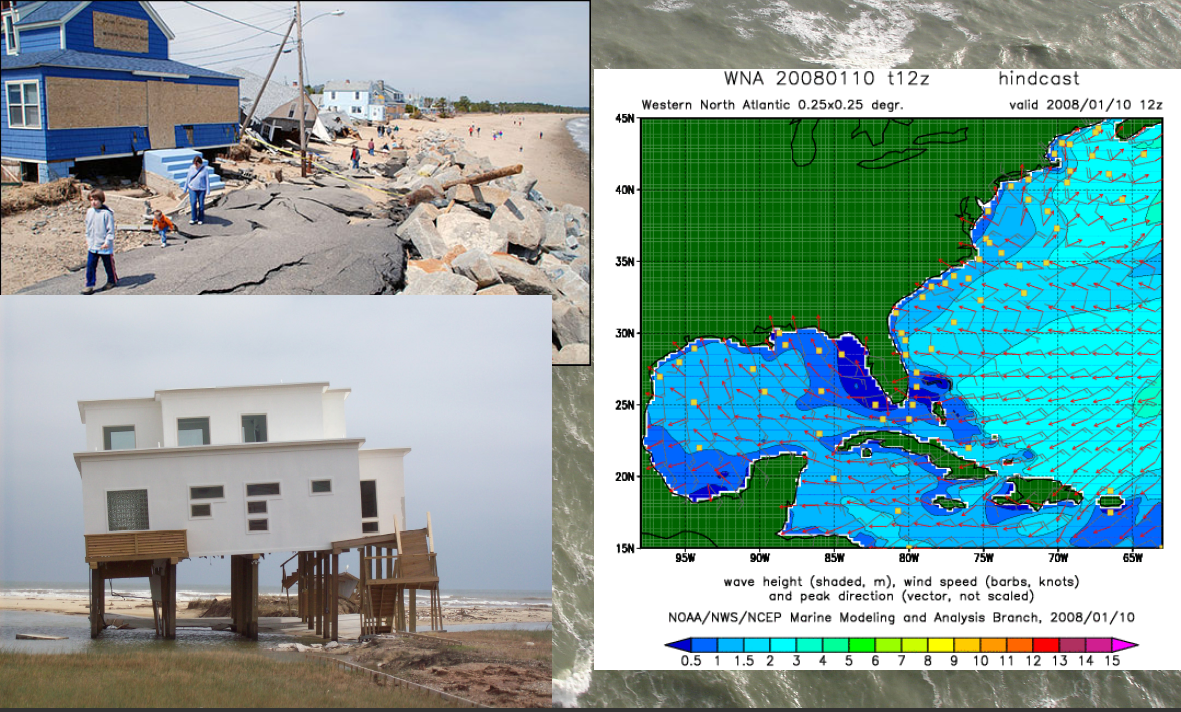 WNA 20080110 t12z hindcast
Western North Atlantic 0.25x0.25 degr. valid 2008/01/10 12z
45N
40N
35N
30N
25N
20N
15N
95W 90W 85W 80W 75W 70W 65W
wave height (shaded, m), wind speed (barbs, knots)
and peak direction (vector, not scaled)
NOAA/NWS/NCEP Marine Modeling and Analysis Branch, 2008/01/10
0.5 1 1.5 2 3 4 5 6 7 8 9 10 11 12 13 14 15